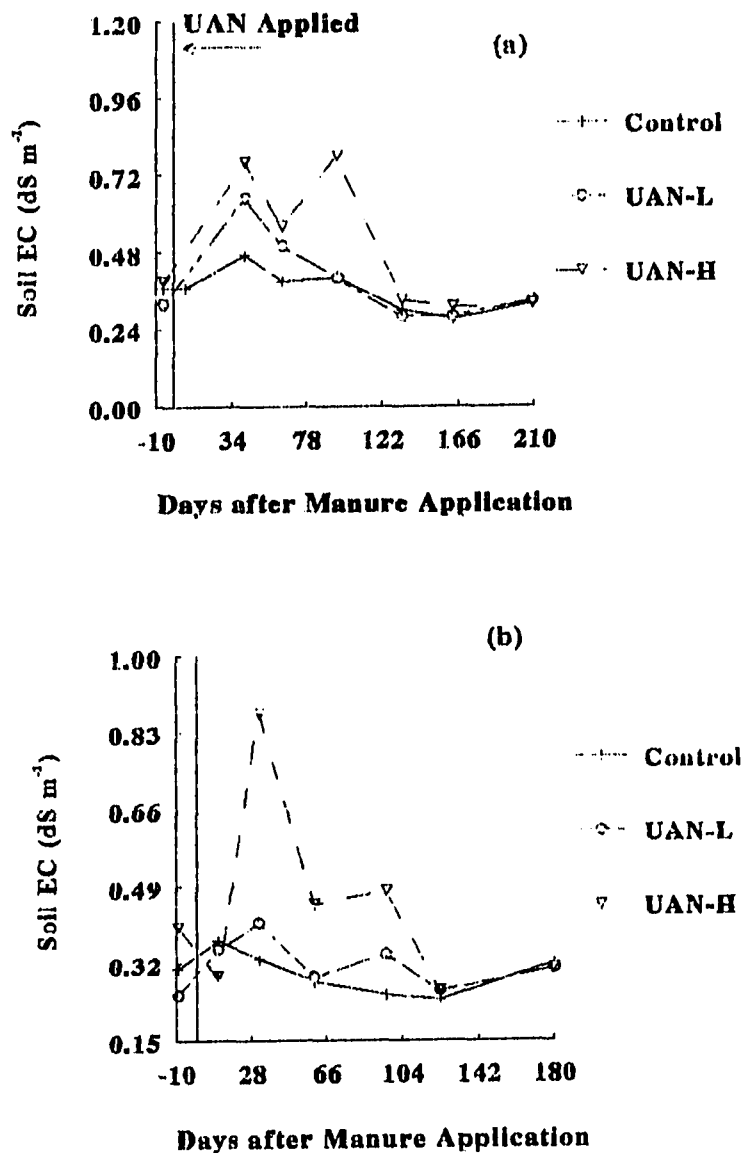 1.20
UAN Applied
(a)
0.96
Control
0.72
UAN-L
0.48
UAN-H
0.24
0.00
Soil EC (dS m⁻¹)
-10 34 78 122 166 210
Days after Manure Application
(b)
1.00
0.83
Control
0.66
UAN-L
0.49
UAN-H
0.32
0.15
Soil EC (dS m⁻¹)
-10 28 66 104 142 180
Days after Manure Application